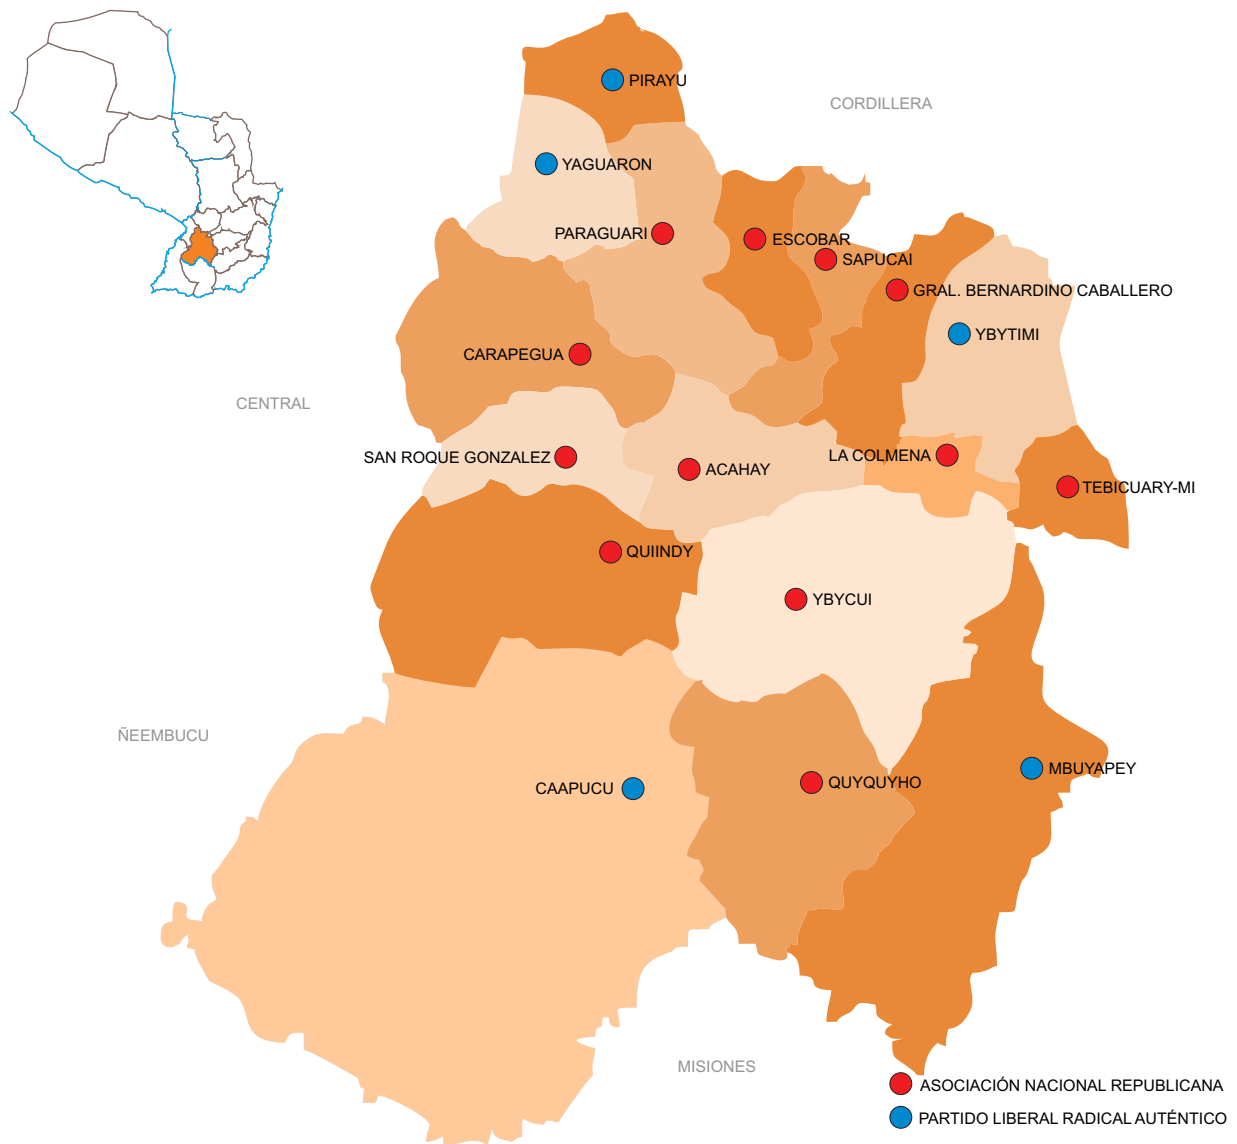 PIRAYU
CORDILLERA
YAGUARON
PARAGUARI
ESCOBAR
SAPUCAI
GRAL. BERNARDINO CABALLERO
YBYTIMI
CARAPEGUA
CENTRAL
SAN ROQUE GONZALEZ
ACAHAY
LA COLMENA
TEBICUARY-MI
QUIINDY
YBYCUI
ÑEEMBUCU
CAAPUCU
QUYQUYHO
MBUYAPEY
MISIONES
ASOCIACIÓN NACIONAL REPUBLICANA
PARTIDO LIBERAL RADICAL AUTÉNTICO